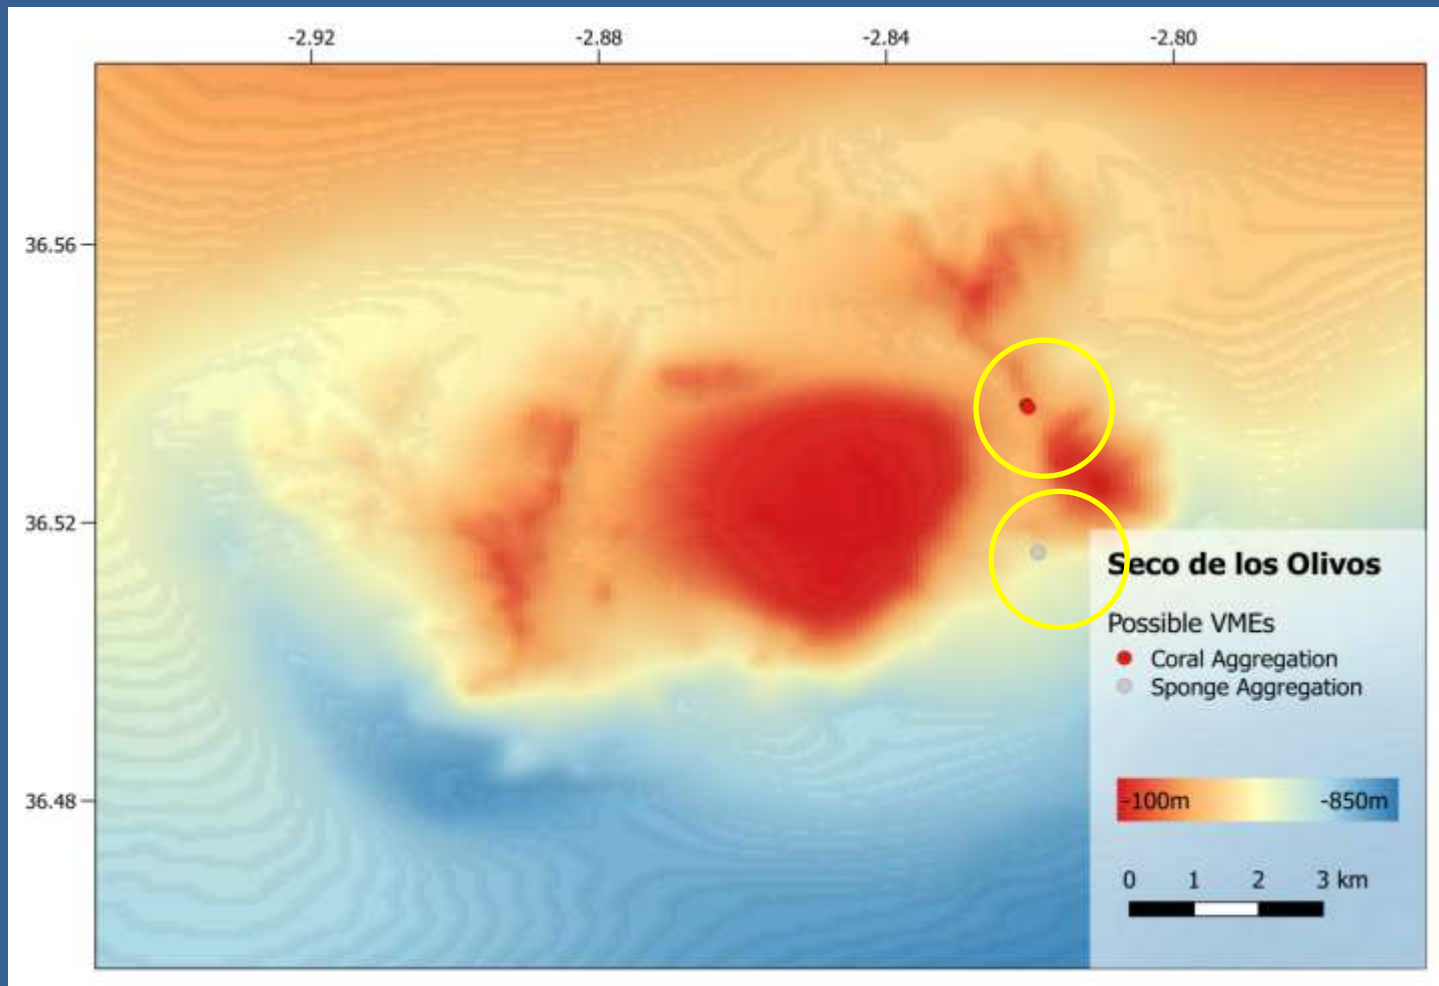 -2.92 -2.88 -2.84 -2.80
36.56
36.52
36.48
Seco de los Olivos
Possible VMEs
Coral Aggregation
Sponge Aggregation
-100m -850m
0 1 2 3 km